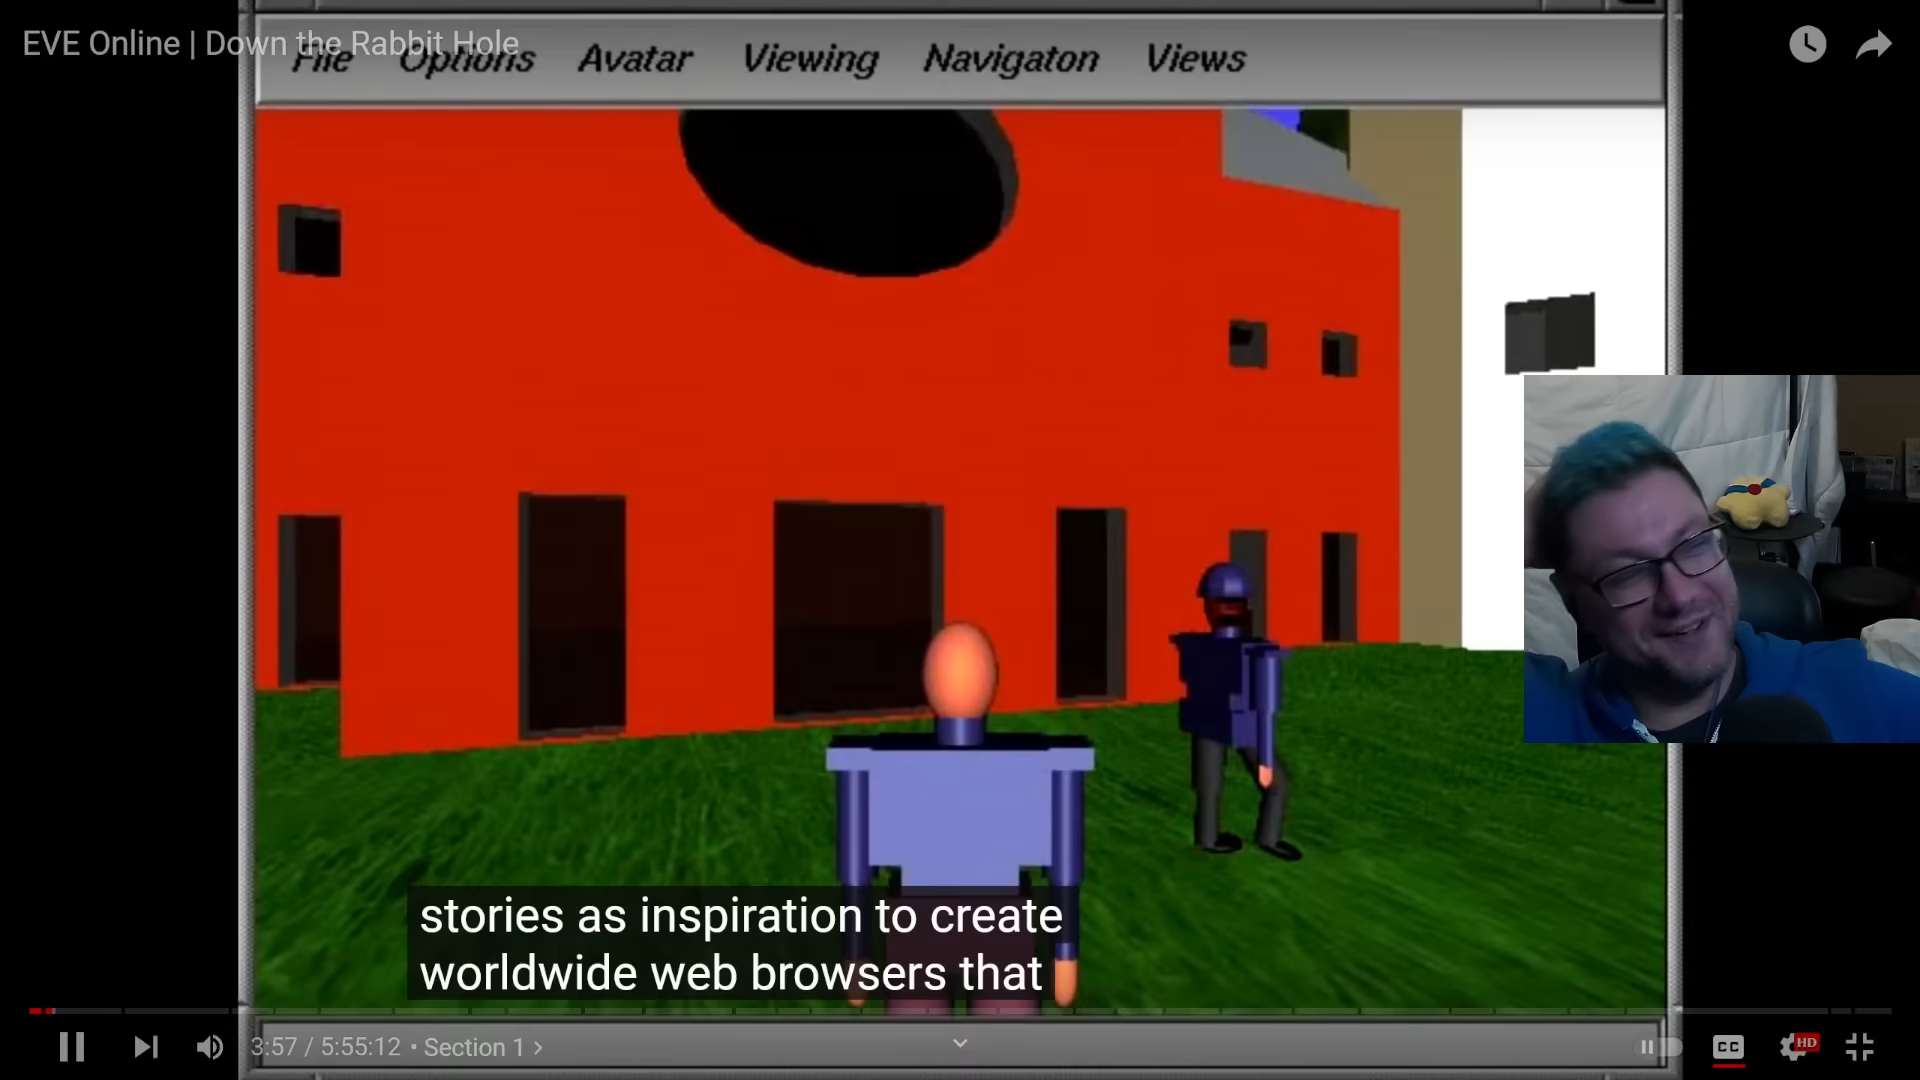 EVE Online | Down the Rabbit Hole
File Options Avatar Viewing Navigaton Views
stories as inspiration to create
worldwide web browsers that
3:57 / 5:55:12 • Section 1 >
CC
HD